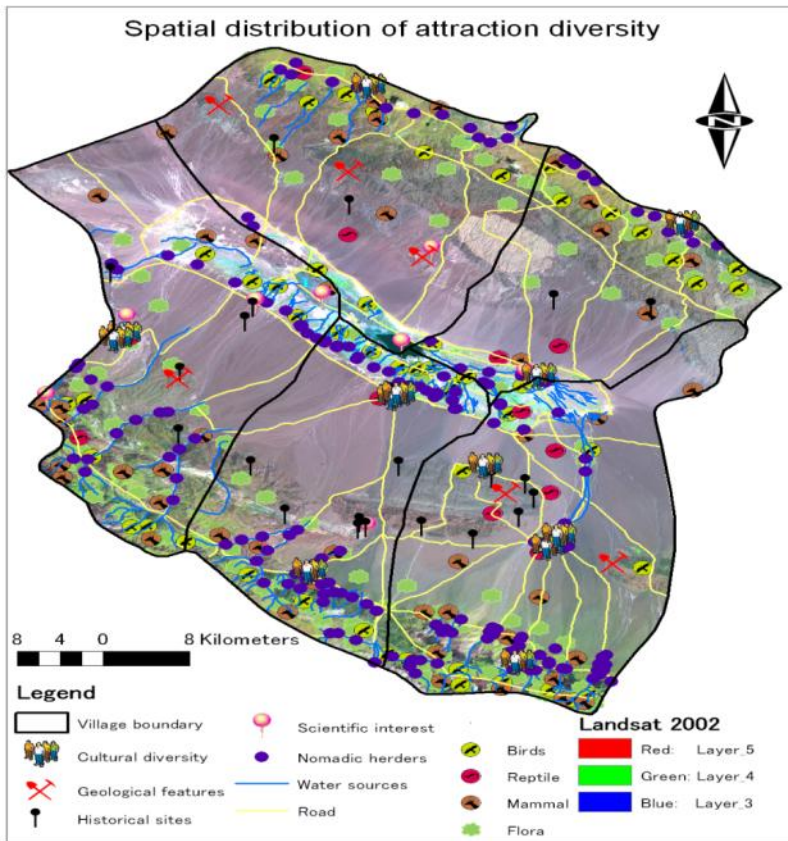 Spatial distribution of attraction diversity
N
8 4 0 8 Kilometers
Legend
Village boundary
Cultural diversity
Geological features
Historical sites
Scientific interest
Nomadic herders
Water sources
Road
Birds
Reptile
Mammal
Flora
Landsat 2002
Red: Layer_5
Green: Layer_4
Blue: Layer_3